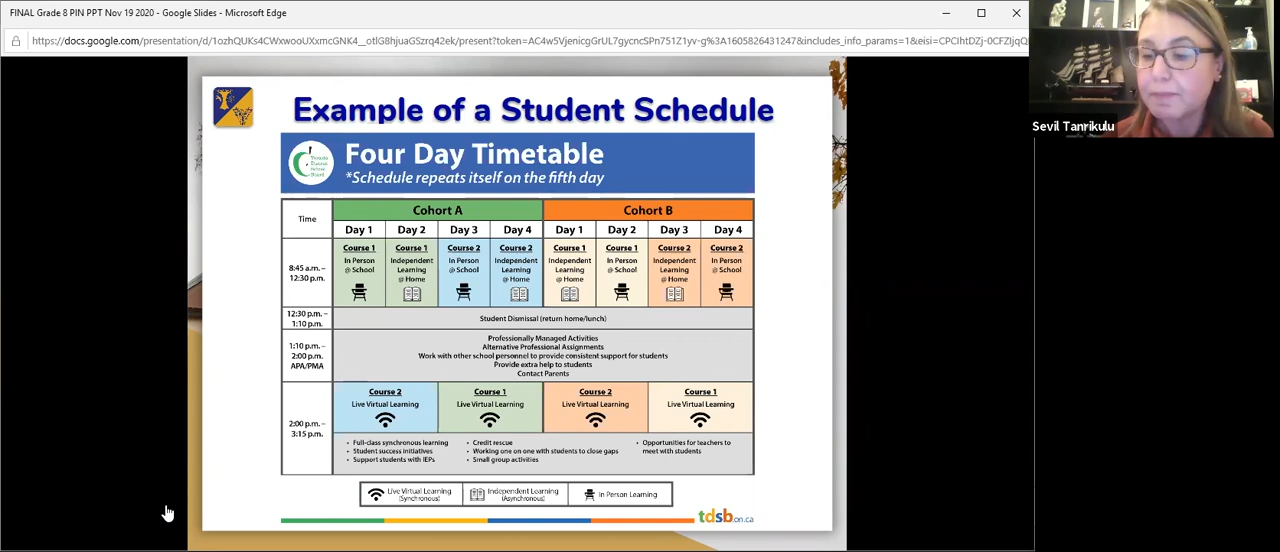 FINAL Grade 8 PIN PPT Nov 19 2020 - Google Slides - Microsoft Edge
Sevil Tanrikulu
Example of a Student Schedule
Toronto District School Board
Four Day Timetable
*Schedule repeats itself on the fifth day
Time
Cohort A
Cohort B
Day 1
Day 2
Day 3
Day 4
Day 1
Day 2
Day 3
Day 4
8:45 a.m. –
12:30 p.m.
Course 1
In Person
@ School
Course 1
Independent
Learning
@ Home
Course 2
In Person
@ School
Course 2
Independent
Learning
@ Home
Course 1
Independent
Learning
@ Home
Course 1
In Person
@ School
Course 2
Independent
Learning
@ Home
Course 2
In Person
@ School
12:30 p.m. –
1:10 p.m.
Student Dismissal (return home/lunch)
1:10 p.m. –
2:00 p.m.
APA/PMA
Professionally Managed Activities
Alternative Professional Assignments
Work with other school personnel to provide consistent support for students
Provide extra help to students
Contact Parents
2:00 p.m. –
3:15 p.m.
Course 2
Live Virtual Learning
Course 1
Live Virtual Learning
Course 2
Live Virtual Learning
Course 1
Live Virtual Learning
• Full-class synchronous learning
• Student success initiatives
• Support students with IEPs
• Credit rescue
• Working one on one with students to close gaps
• Small group activities
• Opportunities for teachers to
meet with students
Live Virtual Learning
(Synchronous)
Independent Learning
(Asynchronous)
In Person Learning
tdsb.on.ca